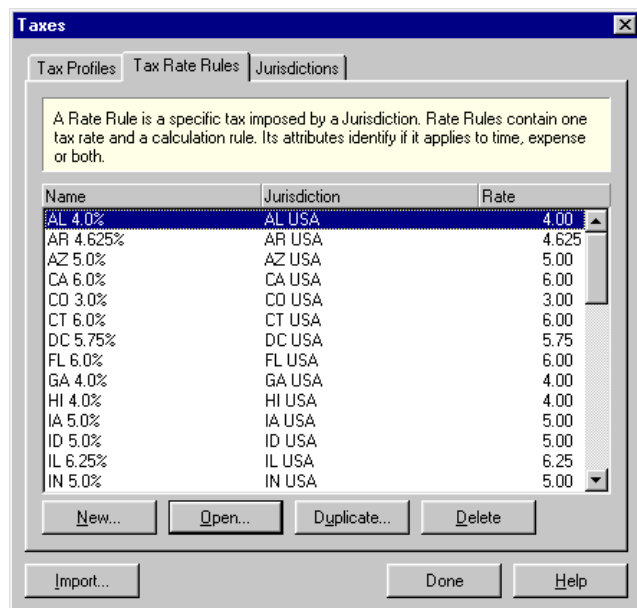 Taxes
Tax Profiles Tax Rate Rules Jurisdictions
A Rate Rule is a specific tax imposed by a Jurisdiction. Rate Rules contain one
tax rate and a calculation rule. Its attributes identify if it applies to time, expense
or both.
Name Jurisdiction Rate
AL 4.0% AL USA 4.00
AR 4.625% AR USA 4.625
AZ 5.0% AZ USA 5.00
CA 6.0% CA USA 6.00
CO 3.0% CO USA 3.00
CT 6.0% CT USA 6.00
DC 5.75% DC USA 5.75
FL 6.0% FL USA 6.00
GA 4.0% GA USA 4.00
HI 4.0% HI USA 4.00
IA 5.0% IA USA 5.00
ID 5.0% ID USA 5.00
IL 6.25% IL USA 6.25
IN 5.0% IN USA 5.00
New... Open... Duplicate... Delete
Import... Done Help